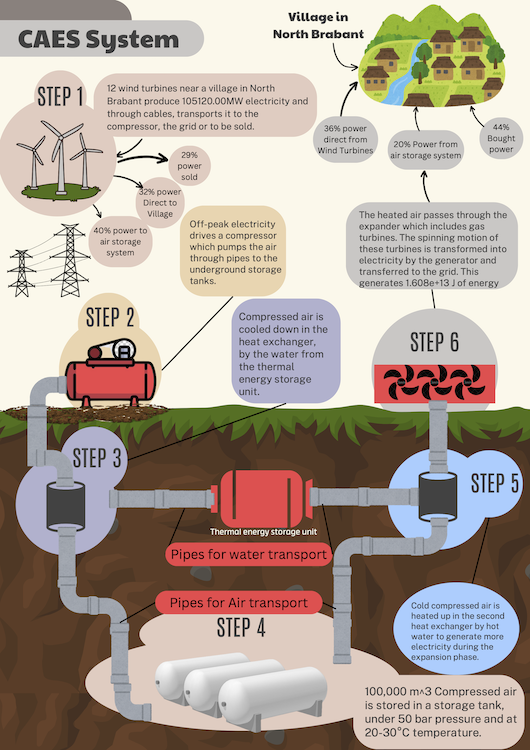 CAES System
Village in
North Brabant
STEP 1
12 wind turbines near a village in North
Brabant produce 105120.00MW electricity and
through cables, transports it to the
compressor, the grid or to be sold.
29%
power
sold
32% power
Direct to
Village
40% power to
air storage
system
36% power
direct from
Wind Turbines
20% Power from
air storage system
44%
Bought
power
Off-peak electricity
drives a compressor
which pumps the air
through pipes to the
underground storage
tanks.
The heated air passes through the
expander which includes gas
turbines. The spinning motion of
these turbines is transformed into
electricity by the generator and
transferred to the grid. This
generates 1.608e+13 J of energy
STEP 2
Compressed air is
cooled down in the
heat exchanger,
by the water from
the thermal
energy storage
unit.
STEP 6
STEP 3
STEP 5
Thermal energy storage unit
Pipes for water transport
Pipes for Air transport
STEP 4
Cold compressed air is
heated up in the second
heat exchanger by hot
water to generate more
electricity during the
expansion phase.
100,000 m^3 Compressed air
is stored in a storage tank,
under 50 bar pressure and at
20-30°C temperature.